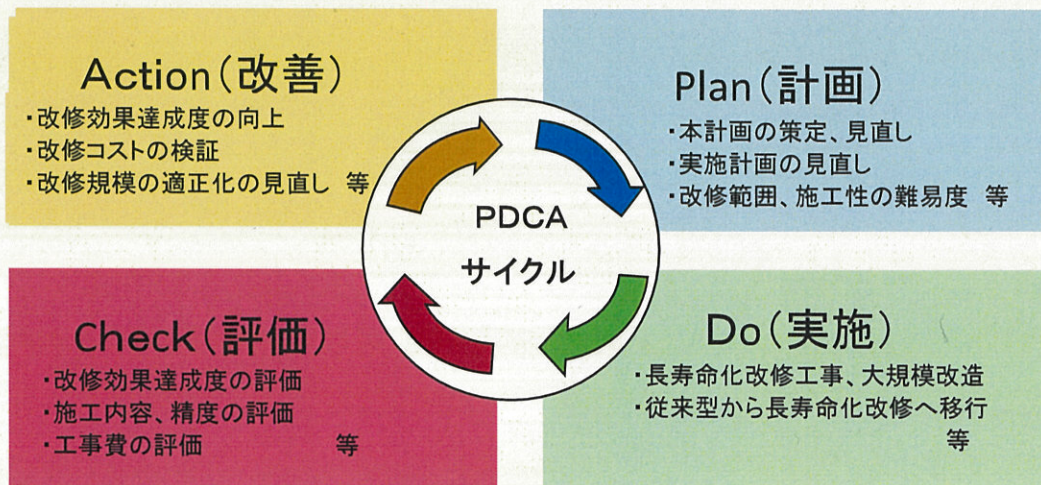 Action(改善)
・改修効果達成度の向上
・改修コストの検証
・改修規模の適正化の見直し 等
Plan(計画)
・本計画の策定、見直し
・実施計画の見直し
・改修範囲、施工性の難易度 等
PDCA
サイクル
Check(評価)
・改修効果達成度の評価
・施工内容、精度の評価
・工事費の評価 等
Do(実施)
・長寿命化改修工事、大規模改造
・従来型から長寿命化改修へ移行
等